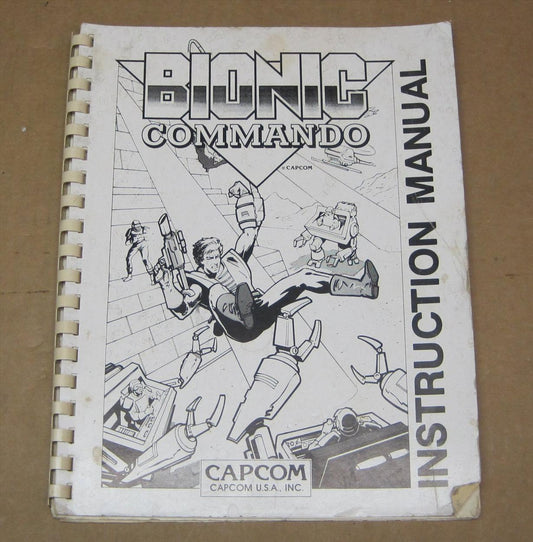 BIONIC
COMMANDO
© CAPCOM
INSTRUCTION MANUAL
CAPCOM
CAPCOM U.S.A., INC.